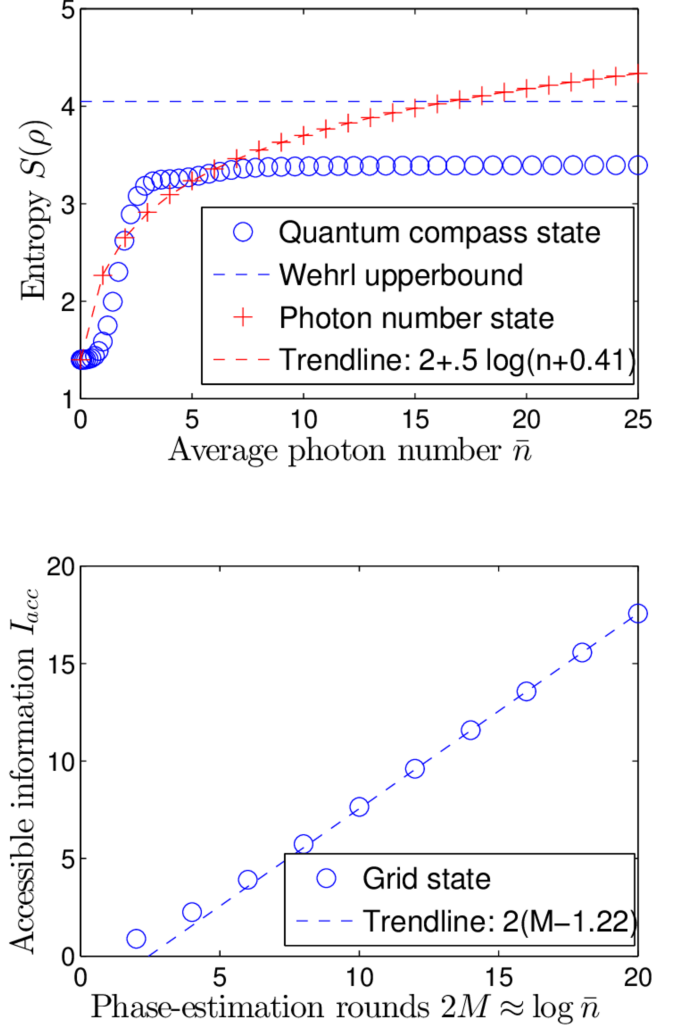 5
4
3
2
1
Entropy S(ρ)
Quantum compass state
Wehrl upperbound
Photon number state
Trendline: 2+.5 log(n+0.41)
0 5 10 15 20 25
Average photon number n̄
20
15
10
5
0
Accessible information I_acc
Grid state
Trendline: 2(M−1.22)
0 5 10 15 20
Phase-estimation rounds 2M ≈ log n̄